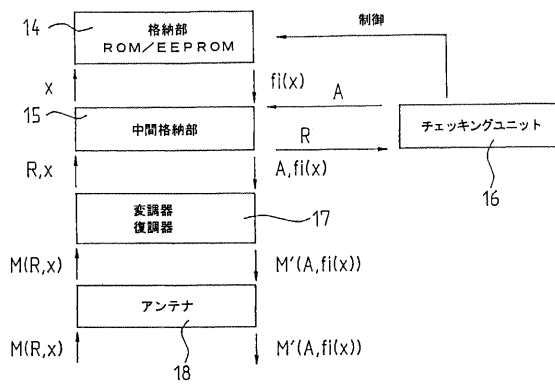 14
格納部
ROM/EEPROM
制御
x
fi(x)
A
15
中間格納部
R
チェッキングユニット
16
R,x
A,fi(x)
変調器
復調器
17
M(R,x)
M'(A,fi(x))
アンテナ
18
M(R,x)
M'(A,fi(x))